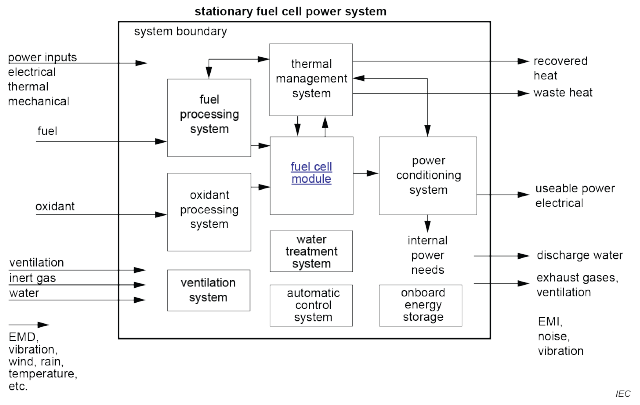 stationary fuel cell power system
system boundary
power inputs
electrical
thermal
mechanical
fuel
oxidant
ventilation
inert gas
water
EMD,
vibration,
wind, rain,
temperature,
etc.
fuel
processing
system
oxidant
processing
system
ventilation
system
thermal
management
system
fuel cell
module
water
treatment
system
automatic
control
system
power
conditioning
system
internal
power
needs
onboard
energy
storage
recovered
heat
waste heat
useable power
electrical
discharge water
exhaust gases,
ventilation
EMI,
noise,
vibration
IEC